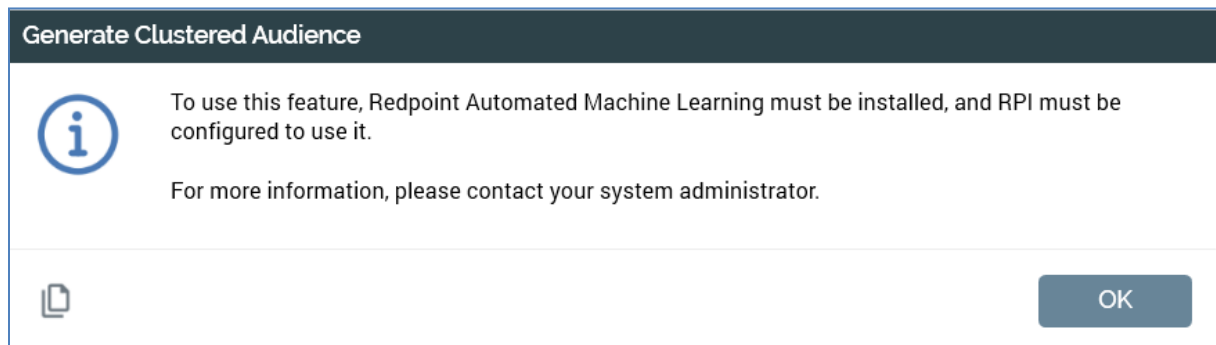 Generate Clustered Audience
To use this feature, Redpoint Automated Machine Learning must be installed, and RPI must be
configured to use it.
For more information, please contact your system administrator.
OK